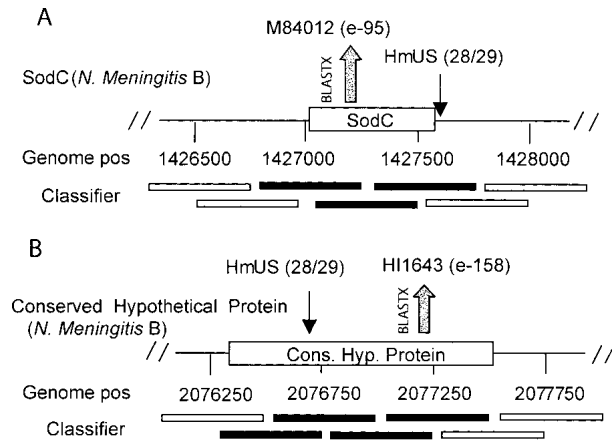 A
M84012 (e-95)
HmUS (28/29)
BLASTX
SodC (N. Meningitis B)
SodC
// //
Genome pos 1426500 1427000 1427500 1428000
Classifier
B
HmUS (28/29) HI1643 (e-158)
BLASTX
Conserved Hypothetical Protein
(N. Meningitis B)
Cons. Hyp. Protein
// //
Genome pos 2076250 2076750 2077250 2077750
Classifier